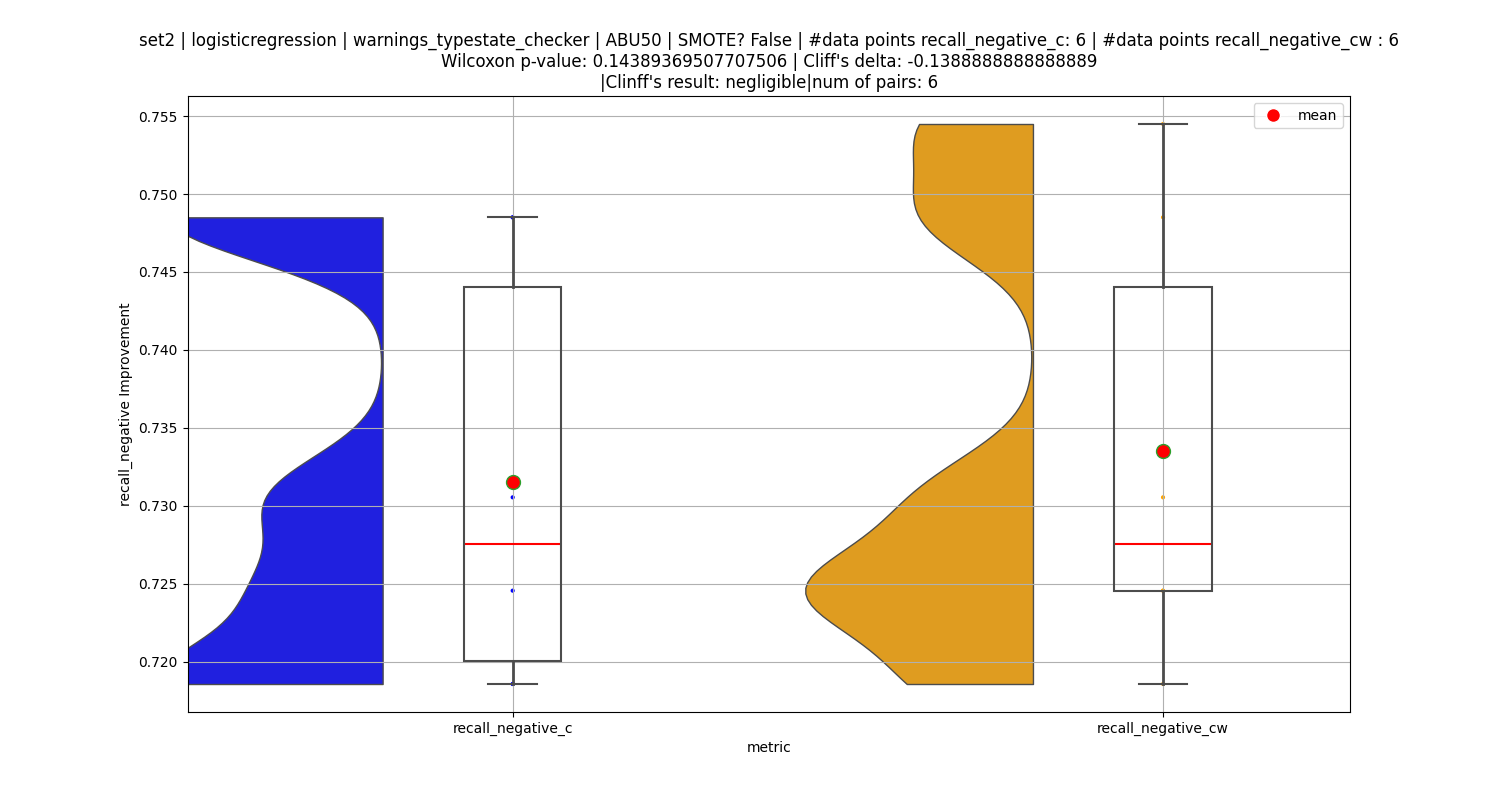 set2 | logisticregression | warnings_typestate_checker | ABU50 | SMOTE? False | #data points recall_negative_c: 6 | #data points recall_negative_cw : 6
Wilcoxon p-value: 0.14389369507707506 | Cliff's delta: -0.1388888888888889
|Clinff's result: negligible|num of pairs: 6
mean
0.755
0.750
0.745
0.740
0.735
0.730
0.725
0.720
recall_negative Improvement
recall_negative_c
recall_negative_cw
metric